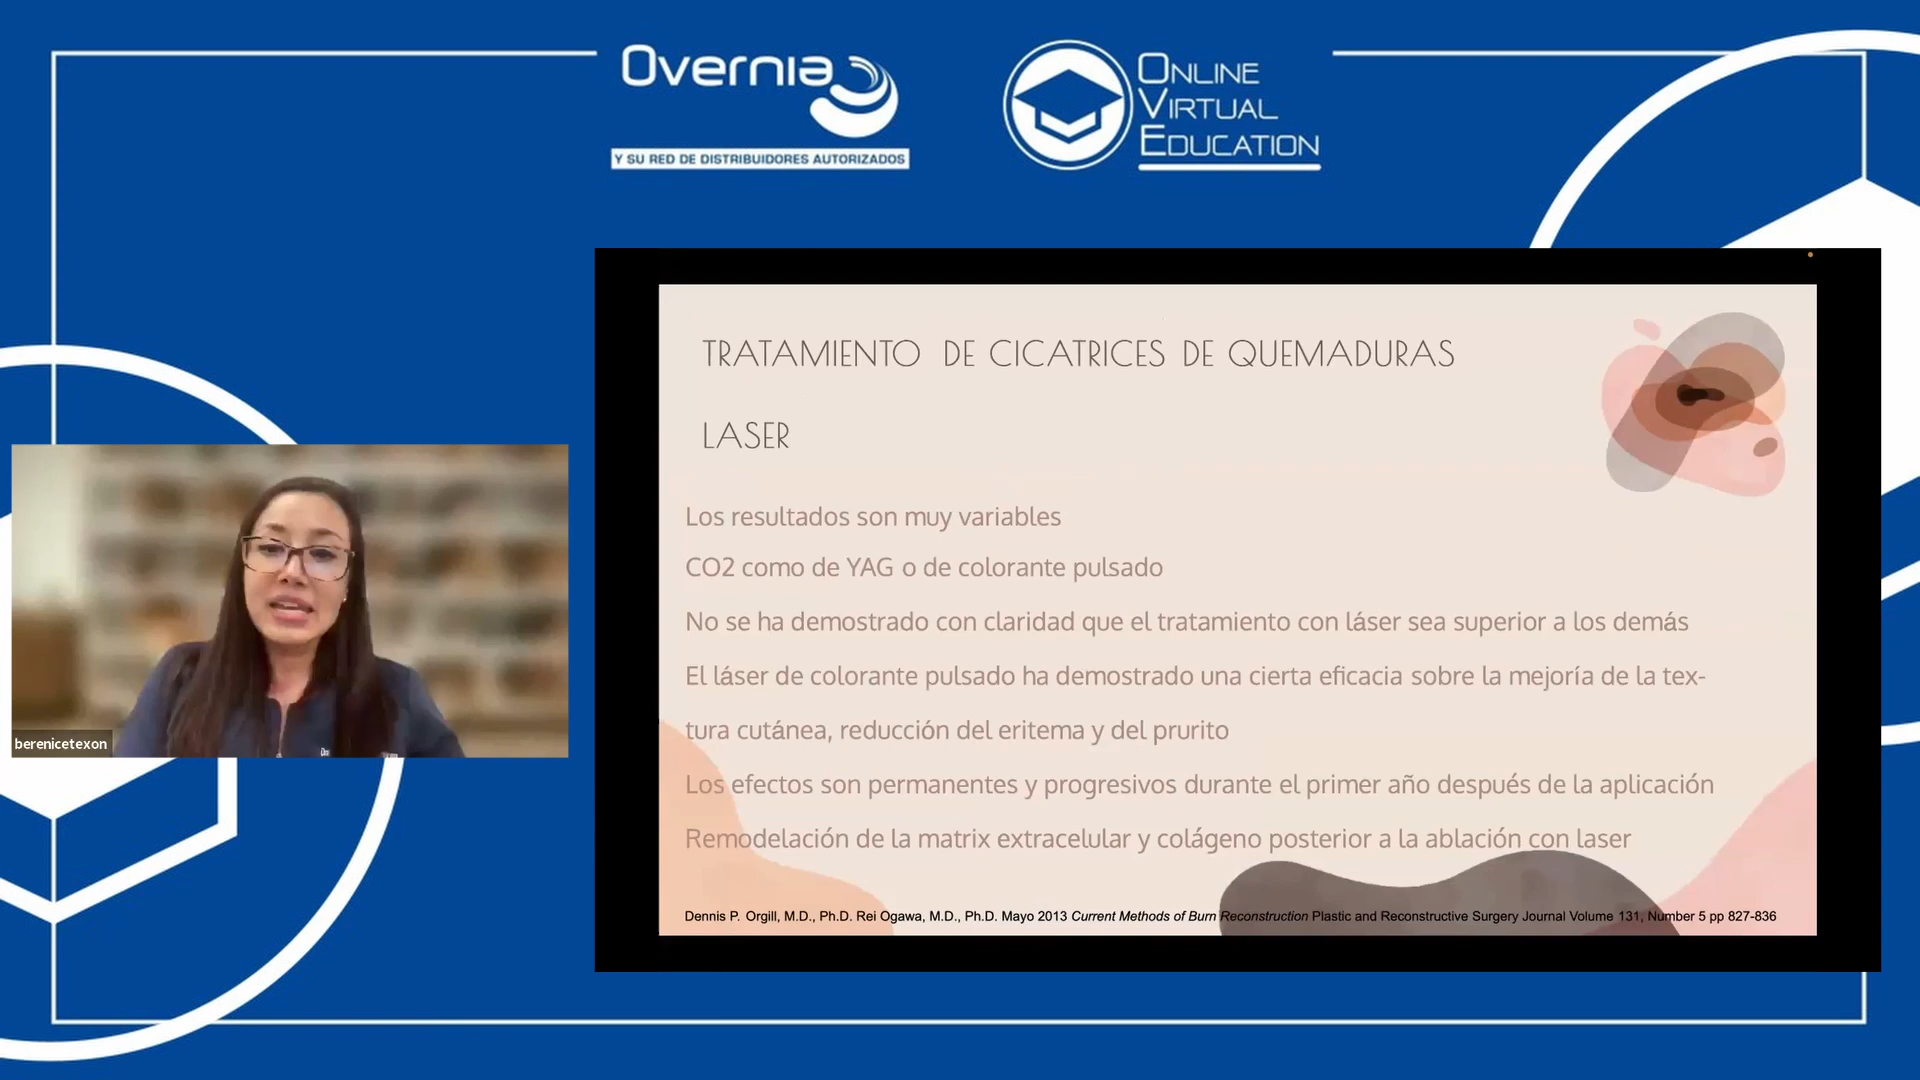 Overnia
Y SU RED DE DISTRIBUIDORES AUTORIZADOS
ONLINE
VIRTUAL
EDUCATION
TRATAMIENTO DE CICATRICES DE QUEMADURAS
LASER
Los resultados son muy variables
CO2 como de YAG o de colorante pulsado
No se ha demostrado con claridad que el tratamiento con láser sea superior a los demás
El láser de colorante pulsado ha demostrado una cierta eficacia sobre la mejoría de la tex-
tura cutánea, reducción del eritema y del prurito
Los efectos son permanentes y progresivos durante el primer año después de la aplicación
Remodelación de la matrix extracelular y colágeno posterior a la ablación con laser
Dennis P. Orgill, M.D., Ph.D. Rei Ogawa, M.D., Ph.D. Mayo 2013 Current Methods of Burn Reconstruction Plastic and Reconstructive Surgery Journal Volume 131, Number 5 pp 827-836
berenicetexon